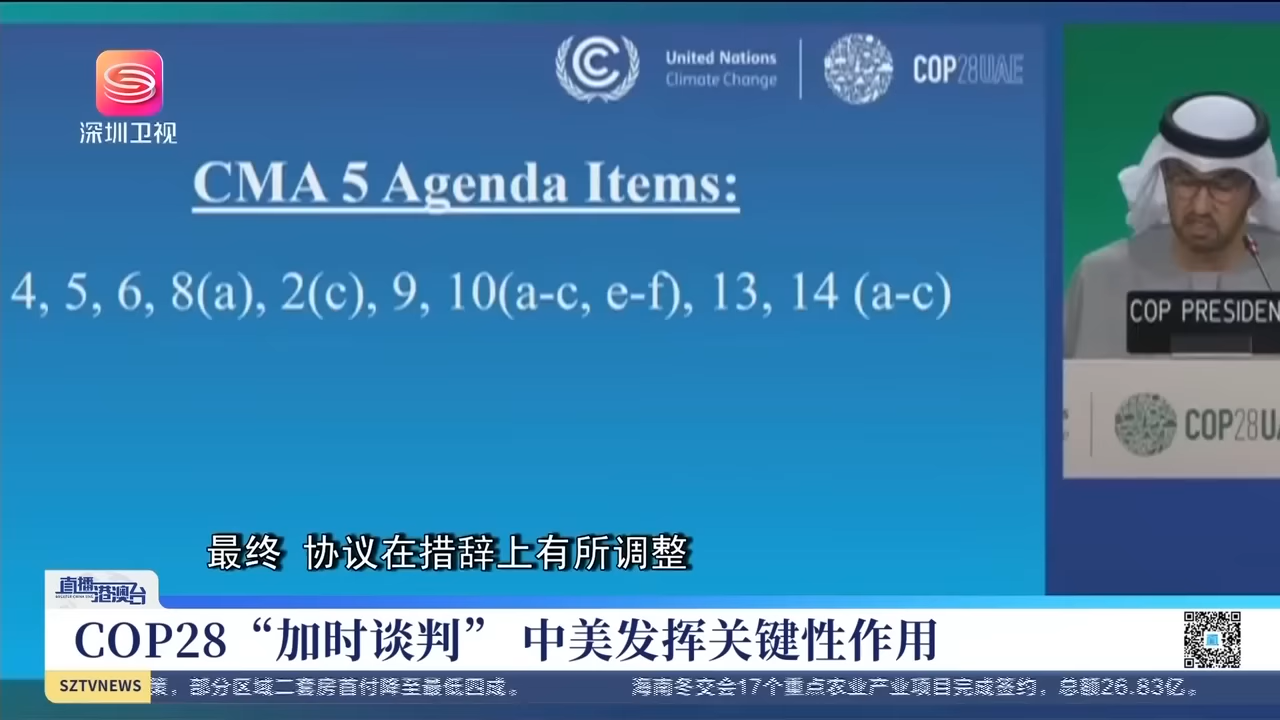 United Nations
Climate Change
COP28UAE
深圳卫视
CMA 5 Agenda Items:
4, 5, 6, 8(a), 2(c), 9, 10(a-c, e-f), 13, 14 (a-c)
COP PRESIDEN
COP28UA
最终 协议在措辞上有所调整
直播港澳台
COP28“加时谈判” 中美发挥关键性作用
SZTVNEWS
策，部分区域二套房首付降至最低四成。 海南冬交会17个重点农业产业项目完成签约，总额26.83亿。